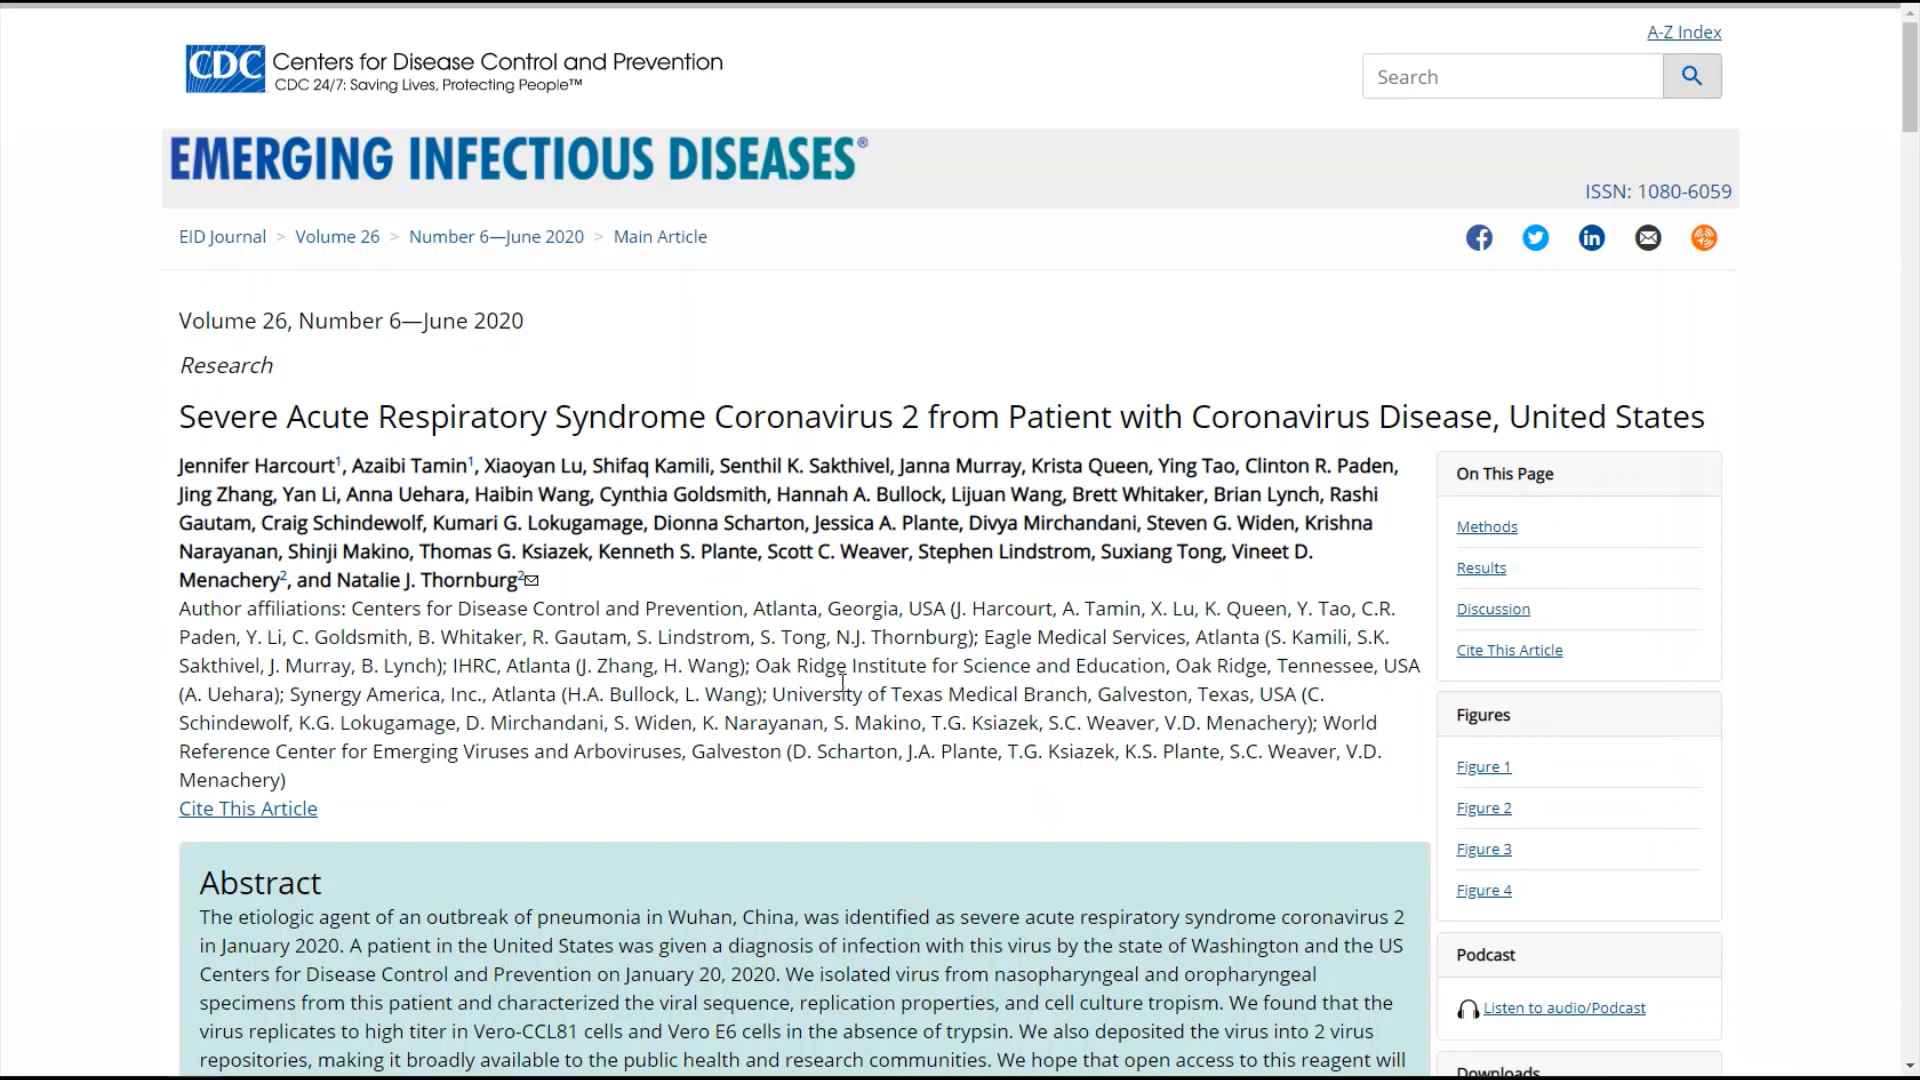 A-Z Index
CDC Centers for Disease Control and Prevention
CDC 24/7: Saving Lives, Protecting People™
Search
EMERGING INFECTIOUS DISEASES®
ISSN: 1080-6059
EID Journal > Volume 26 > Number 6—June 2020 > Main Article
Volume 26, Number 6—June 2020
Research
Severe Acute Respiratory Syndrome Coronavirus 2 from Patient with Coronavirus Disease, United States
Jennifer Harcourt1, Azaibi Tamin1, Xiaoyan Lu, Shifaq Kamili, Senthil K. Sakthivel, Janna Murray, Krista Queen, Ying Tao, Clinton R. Paden,
Jing Zhang, Yan Li, Anna Uehara, Haibin Wang, Cynthia Goldsmith, Hannah A. Bullock, Lijuan Wang, Brett Whitaker, Brian Lynch, Rashi
Gautam, Craig Schindewolf, Kumari G. Lokugamage, Dionna Scharton, Jessica A. Plante, Divya Mirchandani, Steven G. Widen, Krishna
Narayanan, Shinji Makino, Thomas G. Ksiazek, Kenneth S. Plante, Scott C. Weaver, Stephen Lindstrom, Suxiang Tong, Vineet D.
Menachery2, and Natalie J. Thornburg2
Author affiliations: Centers for Disease Control and Prevention, Atlanta, Georgia, USA (J. Harcourt, A. Tamin, X. Lu, K. Queen, Y. Tao, C.R.
Paden, Y. Li, C. Goldsmith, B. Whitaker, R. Gautam, S. Lindstrom, S. Tong, N.J. Thornburg); Eagle Medical Services, Atlanta (S. Kamili, S.K.
Sakthivel, J. Murray, B. Lynch); IHRC, Atlanta (J. Zhang, H. Wang); Oak Ridge Institute for Science and Education, Oak Ridge, Tennessee, USA
(A. Uehara); Synergy America, Inc., Atlanta (H.A. Bullock, L. Wang); University of Texas Medical Branch, Galveston, Texas, USA (C.
Schindewolf, K.G. Lokugamage, D. Mirchandani, S. Widen, K. Narayanan, S. Makino, T.G. Ksiazek, S.C. Weaver, V.D. Menachery); World
Reference Center for Emerging Viruses and Arboviruses, Galveston (D. Scharton, J.A. Plante, T.G. Ksiazek, K.S. Plante, S.C. Weaver, V.D.
Menachery)
Cite This Article
Abstract
The etiologic agent of an outbreak of pneumonia in Wuhan, China, was identified as severe acute respiratory syndrome coronavirus 2
in January 2020. A patient in the United States was given a diagnosis of infection with this virus by the state of Washington and the US
Centers for Disease Control and Prevention on January 20, 2020. We isolated virus from nasopharyngeal and oropharyngeal
specimens from this patient and characterized the viral sequence, replication properties, and cell culture tropism. We found that the
virus replicates to high titer in Vero-CCL81 cells and Vero E6 cells in the absence of trypsin. We also deposited the virus into 2 virus
repositories, making it broadly available to the public health and research communities. We hope that open access to this reagent will
On This Page
Methods
Results
Discussion
Cite This Article
Figures
Figure 1
Figure 2
Figure 3
Figure 4
Podcast
Listen to audio/Podcast
Downloads